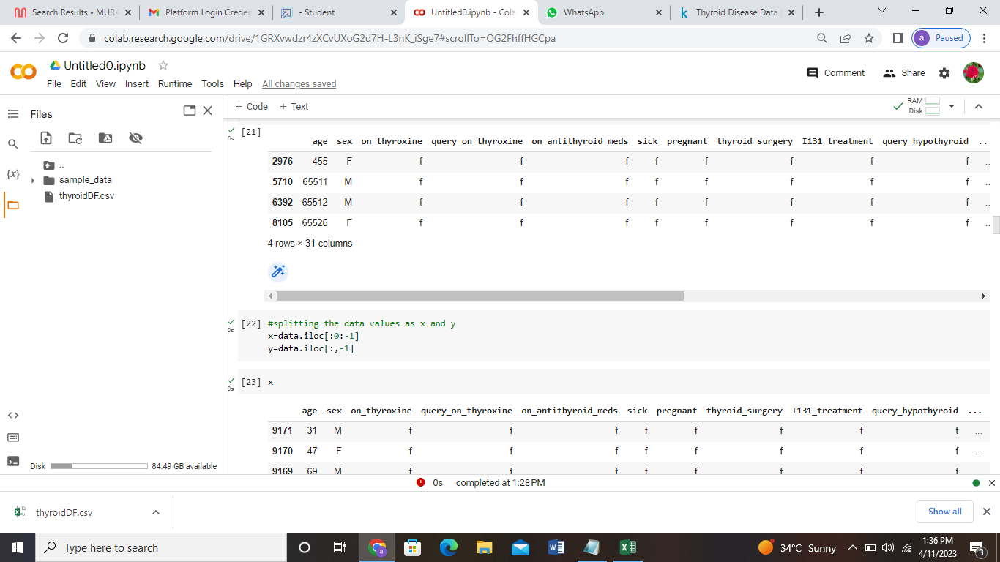 Search Results • MURA
Platform Login Creder
- Student
Untitled0.ipynb - Cola
WhatsApp
Thyroid Disease Data |
colab.research.google.com/drive/1GRXvwdzr4zXCvUXoG2d7H-L3nK_iSge7#scrollTo=OG2FhffHGCpa
a Paused
Untitled0.ipynb
File Edit View Insert Runtime Tools Help All changes saved
Comment Share
Files
+ Code + Text
RAM
Disk
{x}
..
sample_data
thyroidDF.csv
[21]
0s
age sex on_thyroxine query_on_thyroxine on_antithyroid_meds sick pregnant thyroid_surgery I131_treatment query_hypothyroid ...
2976 455 F f f f f f f f f ...
5710 65511 M f f f f f f f f ...
6392 65512 M f f f f f f f f ...
8105 65526 F f f f f f f f f ...
4 rows × 31 columns
[22] #splitting the data values as x and y
0s
x=data.iloc[:0:-1]
y=data.iloc[:,-1]
[23] x
0s
age sex on_thyroxine query_on_thyroxine on_antithyroid_meds sick pregnant thyroid_surgery I131_treatment query_hypothyroid ...
9171 31 M f f f f f f f t ...
9170 47 F f f f f f f f f ...
9169 69 M f f f f f f f f
Disk 84.49 GB available
0s completed at 1:28 PM
thyroidDF.csv
Show all
Type here to search
34°C Sunny
1:36 PM
4/11/2023
3